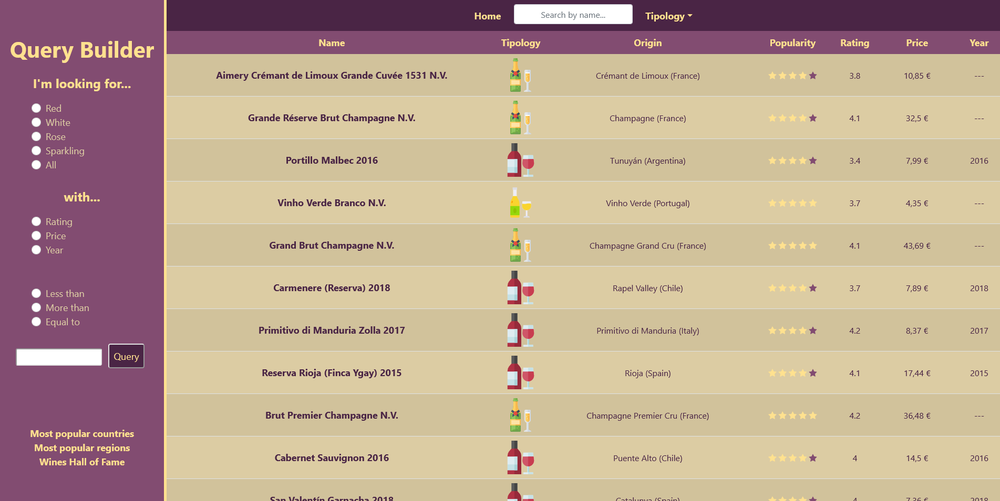 Home
Search by name...
Tipology
Query Builder
I'm looking for...
Red
White
Rose
Sparkling
All
with...
Rating
Price
Year
Less than
More than
Equal to
Query
Most popular countries
Most popular regions
Wines Hall of Fame
Name Tipology Origin Popularity Rating Price Year
Aimery Crémant de Limoux Grande Cuvée 1531 N.V. Crémant de Limoux (France) 3.8 10,85 € ---
Grande Réserve Brut Champagne N.V. Champagne (France) 4.1 32,5 € ---
Portillo Malbec 2016 Tunuyán (Argentina) 3.4 7,99 € 2016
Vinho Verde Branco N.V. Vinho Verde (Portugal) 3.7 4,35 € ---
Grand Brut Champagne N.V. Champagne Grand Cru (France) 4.1 43,69 € ---
Carmenere (Reserva) 2018 Rapel Valley (Chile) 3.7 7,89 € 2018
Primitivo di Manduria Zolla 2017 Primitivo di Manduria (Italy) 4.2 8,37 € 2017
Reserva Rioja (Finca Ygay) 2015 Rioja (Spain) 4.1 17,44 € 2015
Brut Premier Champagne N.V. Champagne Premier Cru (France) 4.2 36,48 € ---
Cabernet Sauvignon 2016 Puente Alto (Chile) 4 14,5 € 2016
San Valentín Garnacha 2018 Catalunya (Spain) 4 7,36 € 2018